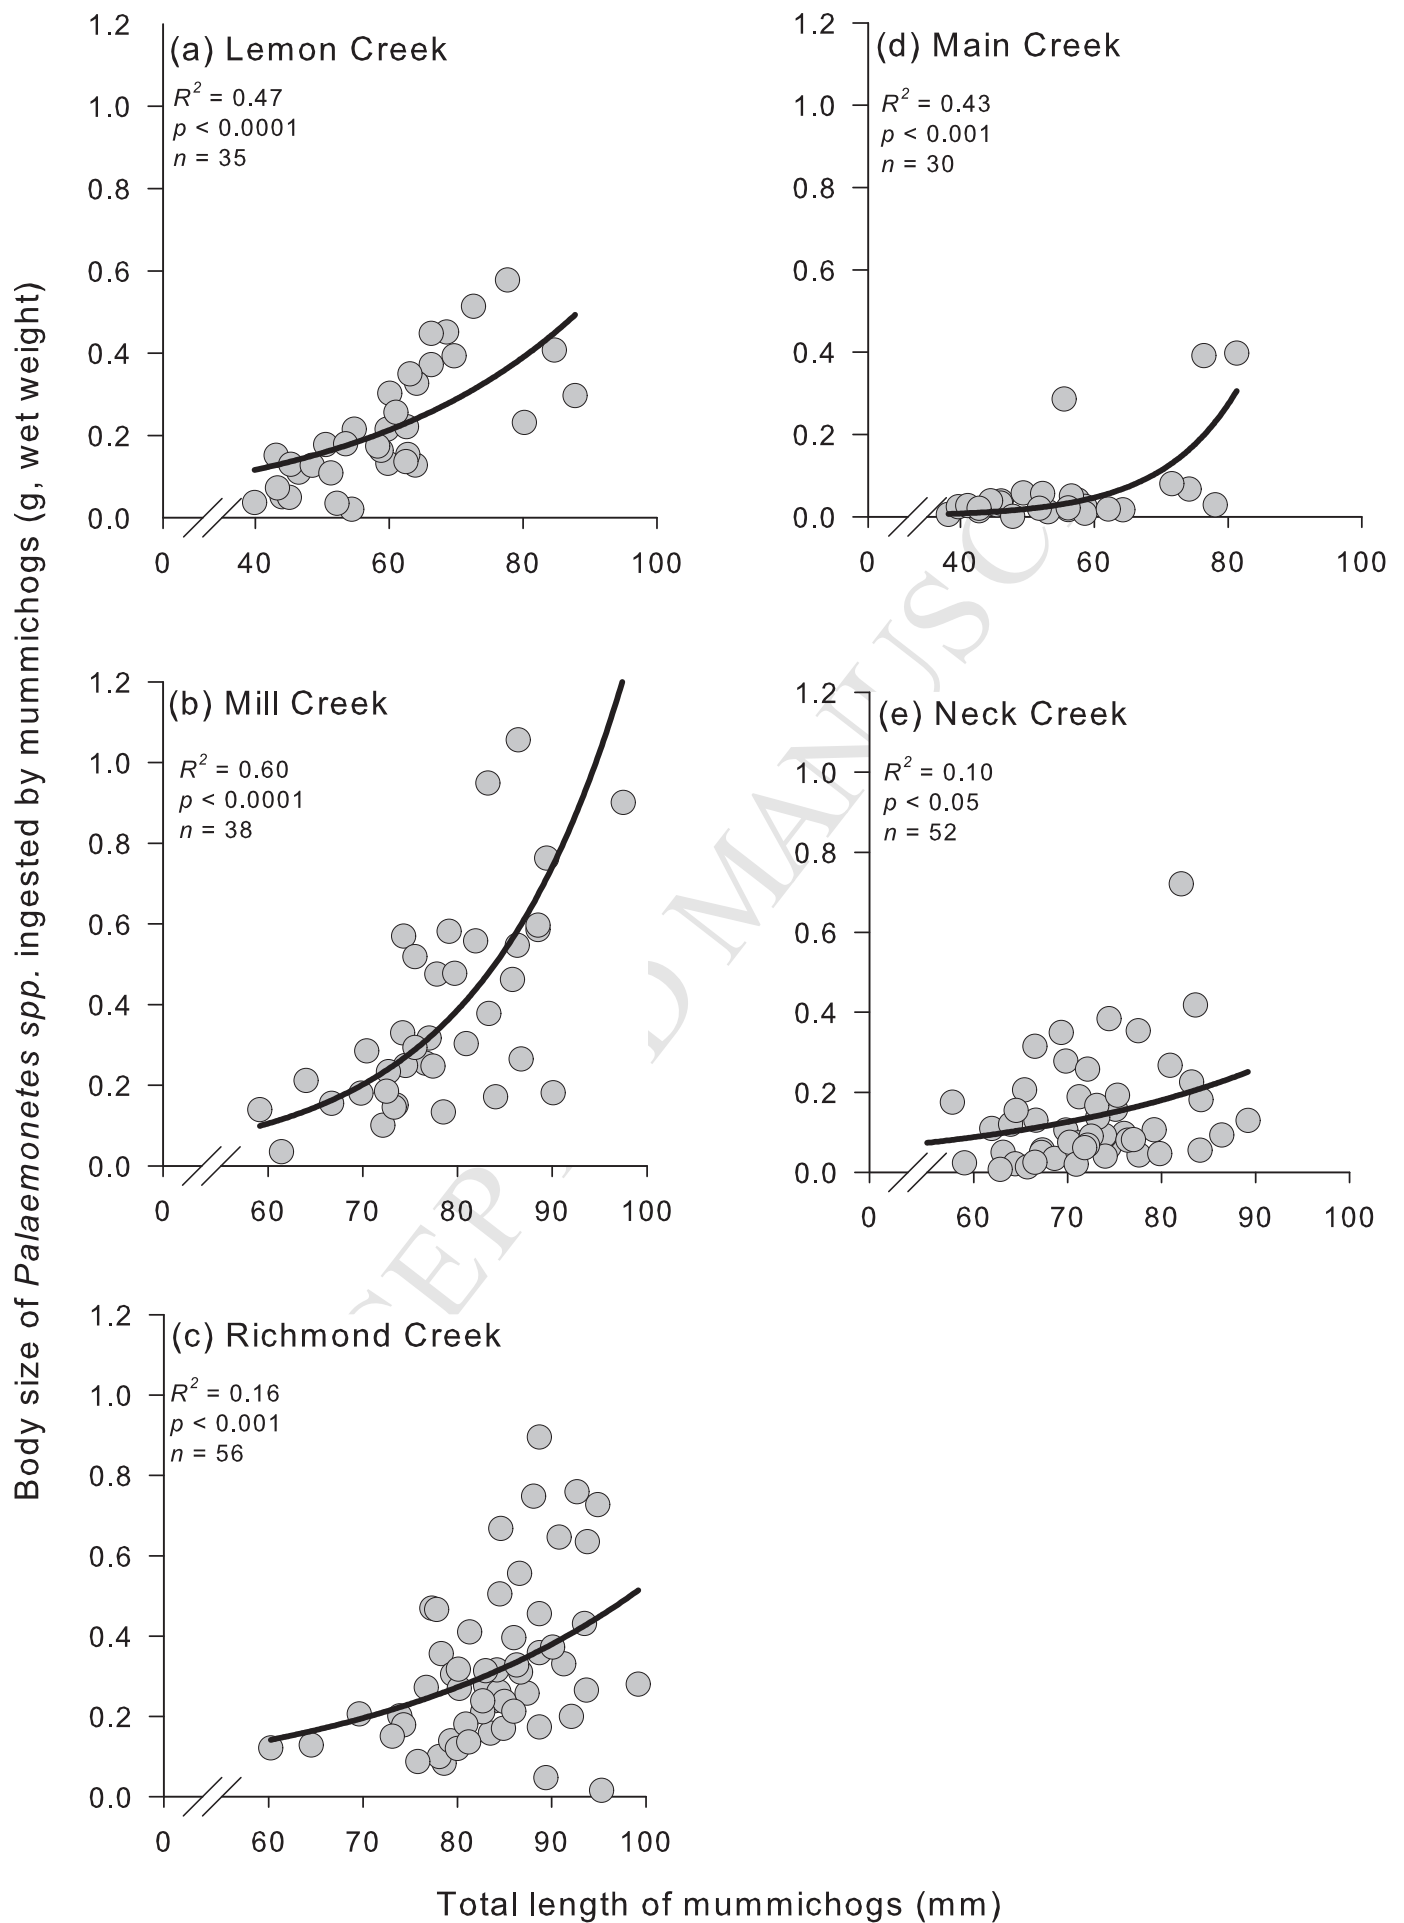 Body size of Palaemonetes spp. ingested by mummichogs (g, wet weight)
(a) Lemon Creek
R² = 0.47
p < 0.0001
n = 35
1.2
1.0
0.8
0.6
0.4
0.2
0.0
0 40 60 80 100
(d) Main Creek
R² = 0.43
p < 0.001
n = 30
1.2
1.0
0.8
0.6
0.4
0.2
0.0
0 40 60 80 100
(b) Mill Creek
R² = 0.60
p < 0.0001
n = 38
1.2
1.0
0.8
0.6
0.4
0.2
0.0
0 60 70 80 90 100
(e) Neck Creek
R² = 0.10
p < 0.05
n = 52
1.2
1.0
0.8
0.6
0.4
0.2
0.0
0 60 70 80 90 100
(c) Richmond Creek
R² = 0.16
p < 0.001
n = 56
1.2
1.0
0.8
0.6
0.4
0.2
0.0
0 60 70 80 90 100
Total length of mummichogs (mm)